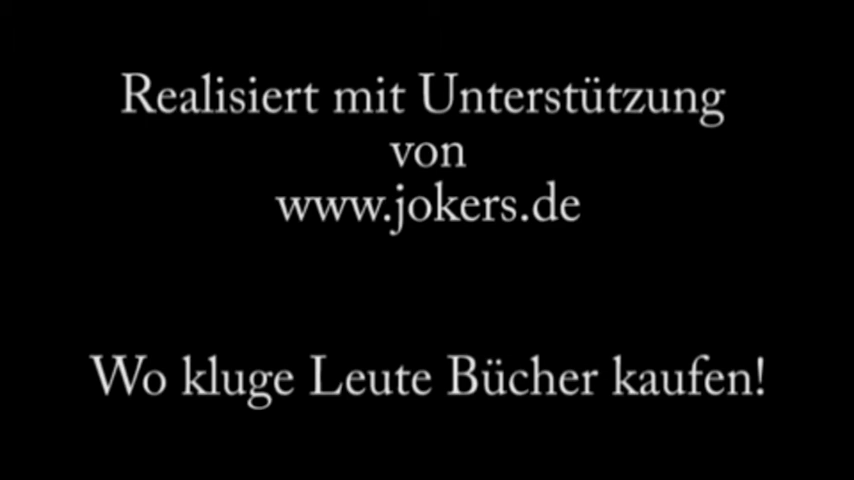 Realisiert mit Unterstützung
von
www.jokers.de
Wo kluge Leute Bücher kaufen!